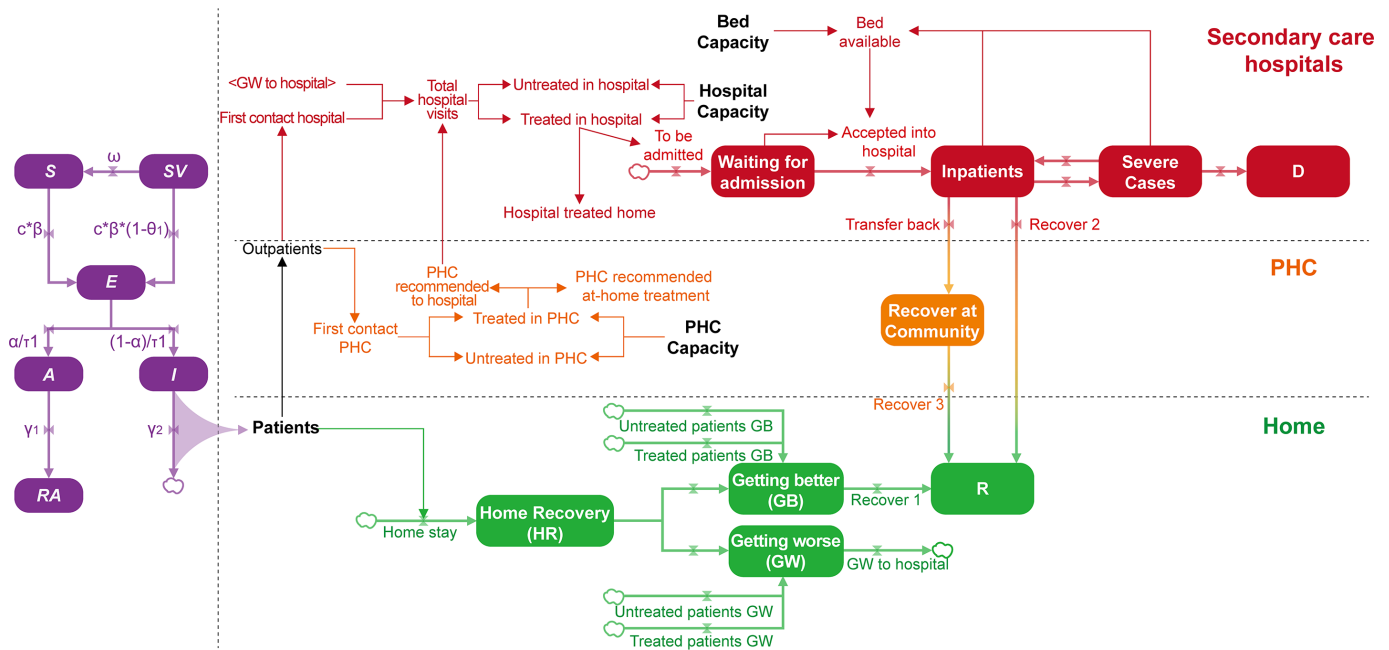 Bed
Capacity
Bed
available
Secondary care
hospitals
<GW to hospital>
First contact hospital
Total
hospital
visits
Untreated in hospital
Treated in hospital
Hospital
Capacity
To be
admitted
Accepted into
hospital
Waiting for
admission
Inpatients
Severe
Cases
D
Hospital treated home
Transfer back
Recover 2
S
ω
SV
c*β
c*β*(1-θ1)
E
α/τ1
(1-α)/τ1
A
I
γ1
γ2
RA
Outpatients
PHC
PHC
recommended
to hospital
PHC recommended
at-home treatment
First contact
PHC
Treated in PHC
Untreated in PHC
PHC
Capacity
Recover at
Community
Recover 3
Patients
Home
Untreated patients GB
Treated patients GB
Getting better
(GB)
Recover 1
R
Home stay
Home Recovery
(HR)
Getting worse
(GW)
GW to hospital
Untreated patients GW
Treated patients GW